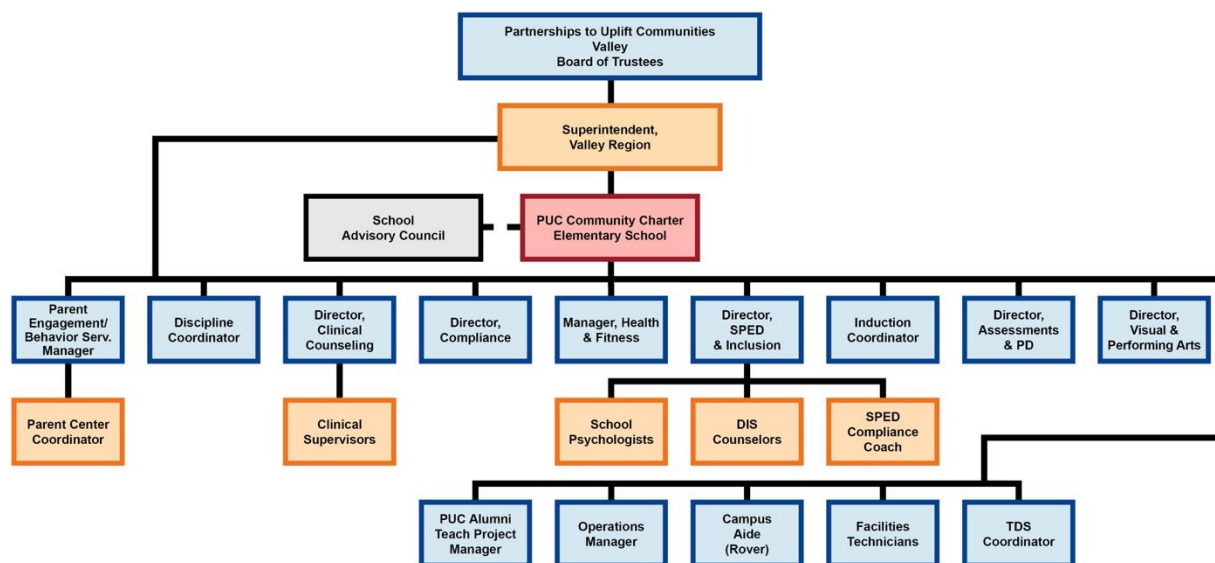 Partnerships to Uplift Communities
Valley
Board of Trustees
Superintendent,
Valley Region
School
Advisory Council
PUC Community Charter
Elementary School
Parent
Engagement/
Behavior Serv.
Manager
Discipline
Coordinator
Director,
Clinical
Counseling
Director,
Compliance
Manager, Health
& Fitness
Director,
SPED
& Inclusion
Induction
Coordinator
Director,
Assessments
& PD
Director,
Visual &
Performing Arts
Parent Center
Coordinator
Clinical
Supervisors
School
Psychologists
DIS
Counselors
SPED
Compliance
Coach
PUC Alumni
Teach Project
Manager
Operations
Manager
Campus
Aide
(Rover)
Facilities
Technicians
TDS
Coordinator